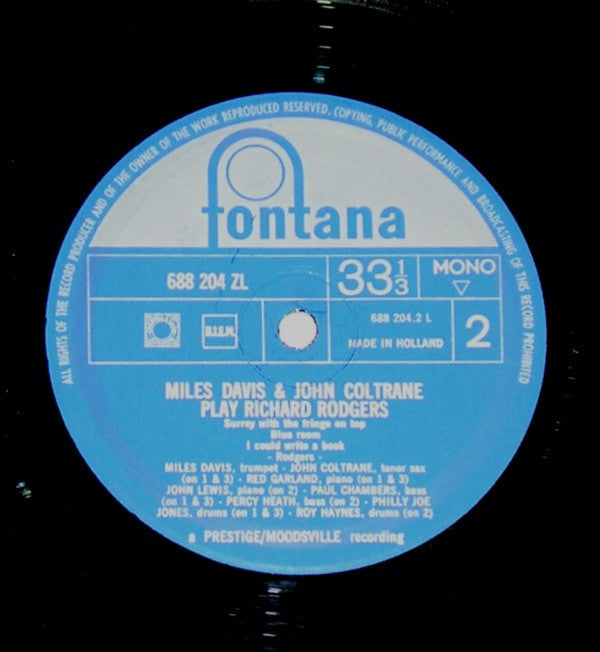 ALL RIGHTS OF THE RECORD PRODUCER AND OF THE OWNER OF THE WORK REPRODUCED RESERVED. COPYING, PUBLIC PERFORMANCE AND BROADCASTING OF THIS RECORD PROHIBITED
fontana
688 204 ZL
33 1/3
MONO
B.I.E.M.
688 204.2 L
MADE IN HOLLAND
2
MILES DAVIS & JOHN COLTRANE
PLAY RICHARD RODGERS
Surrey with the fringe on top
Blue room
I could write a book
- Rodgers -
MILES DAVIS, trumpet - JOHN COLTRANE, tenor sax
(on 1 & 3) - RED GARLAND, piano (on 1 & 3)
JOHN LEWIS, piano (on 2) - PAUL CHAMBERS, bass
(on 1 & 3) - PERCY HEATH, bass (on 2) - PHILLY JOE
JONES, drums (on 1 & 3) - ROY HAYNES, drums (on 2)
a PRESTIGE/MOODSVILLE recording